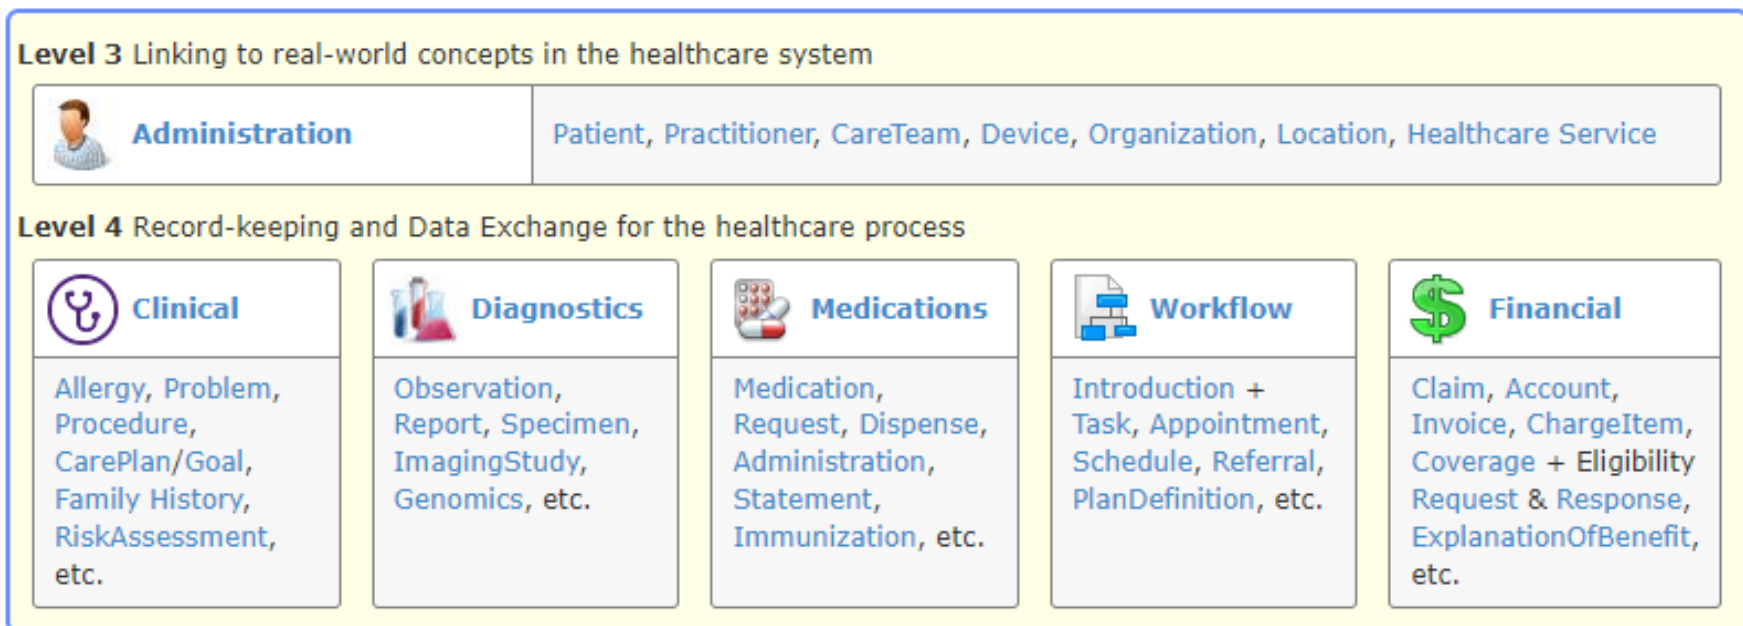 Level 3 Linking to real-world concepts in the healthcare system
Administration
Patient, Practitioner, CareTeam, Device, Organization, Location, Healthcare Service
Level 4 Record-keeping and Data Exchange for the healthcare process
Clinical
Allergy, Problem,
Procedure,
CarePlan/Goal,
Family History,
RiskAssessment,
etc.
Diagnostics
Observation,
Report, Specimen,
ImagingStudy,
Genomics, etc.
Medications
Medication,
Request, Dispense,
Administration,
Statement,
Immunization, etc.
Workflow
Introduction +
Task, Appointment,
Schedule, Referral,
PlanDefinition, etc.
Financial
Claim, Account,
Invoice, ChargeItem,
Coverage + Eligibility
Request & Response,
ExplanationOfBenefit,
etc.